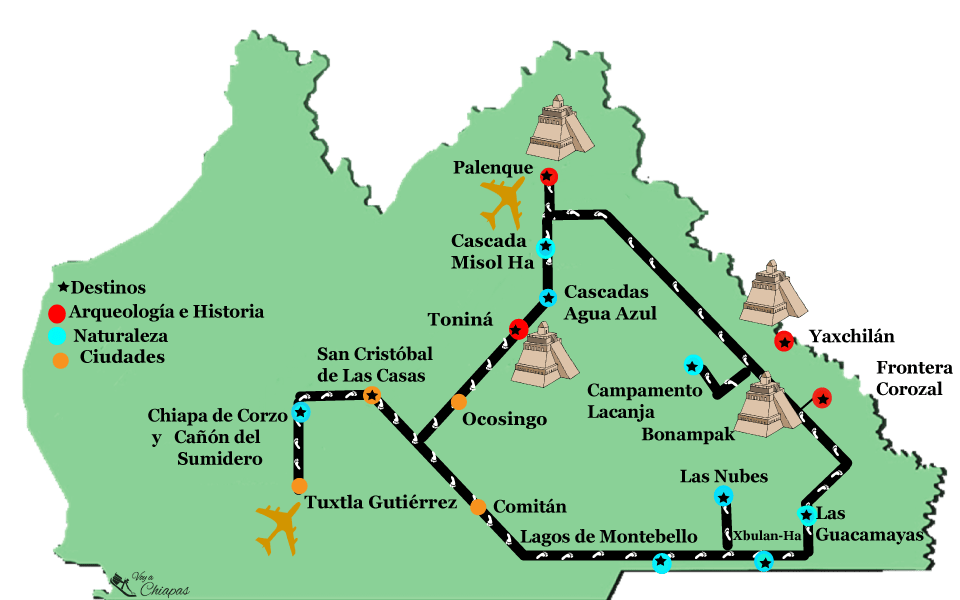 Palenque
Cascada
Misol Ha
Destinos
Arqueología e Historia
Naturaleza
Ciudades
Cascadas
Agua Azul
Toniná
Yaxchilán
San Cristóbal
de Las Casas
Frontera
Corozal
Campamento
Lacanja
Chiapa de Corzo
y Cañón del
Sumidero
Ocosingo
Bonampak
Las Nubes
Tuxtla Gutiérrez
Comitán
Las
Guacamayas
Lagos de Montebello
Xbulan-Ha
Voy a
Chiapas